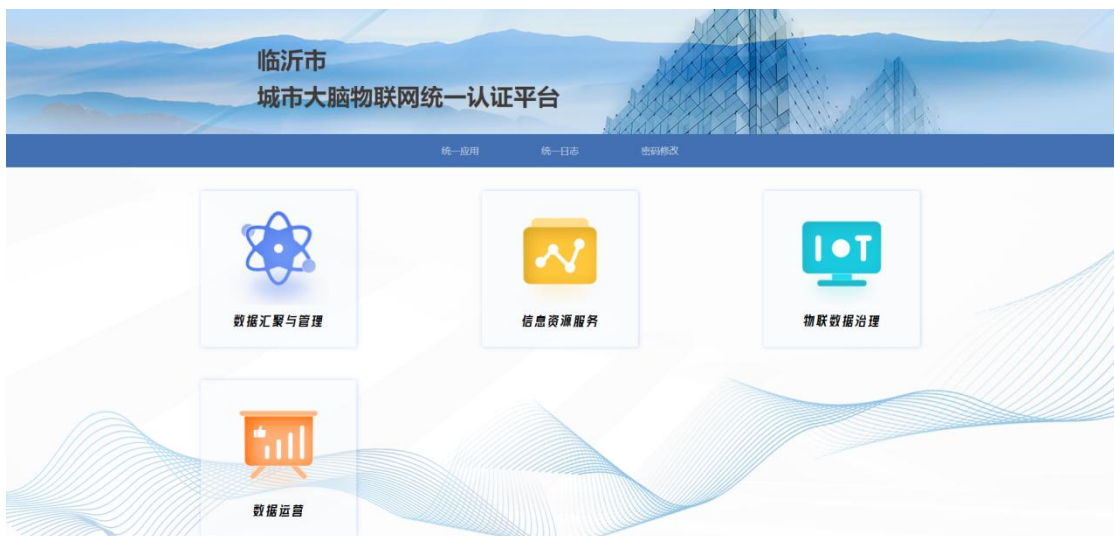 临沂市
城市大脑物联网统一认证平台
统一应用 统一日志 密码修改
数据汇聚与管理 信息资源服务 物联数据治理
IOT
数据运营